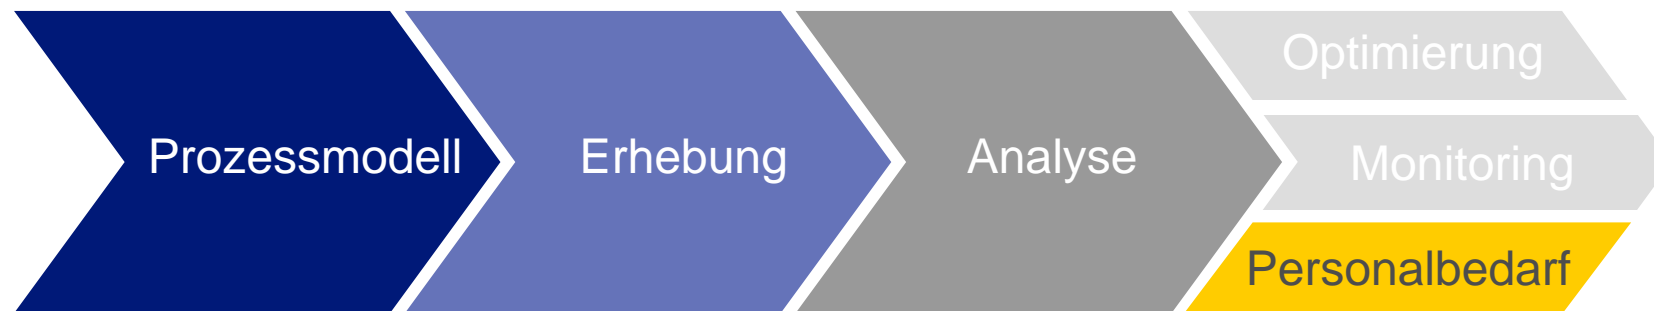 Prozessmodell
Erhebung
Analyse
Optimierung
Monitoring
Personalbedarf